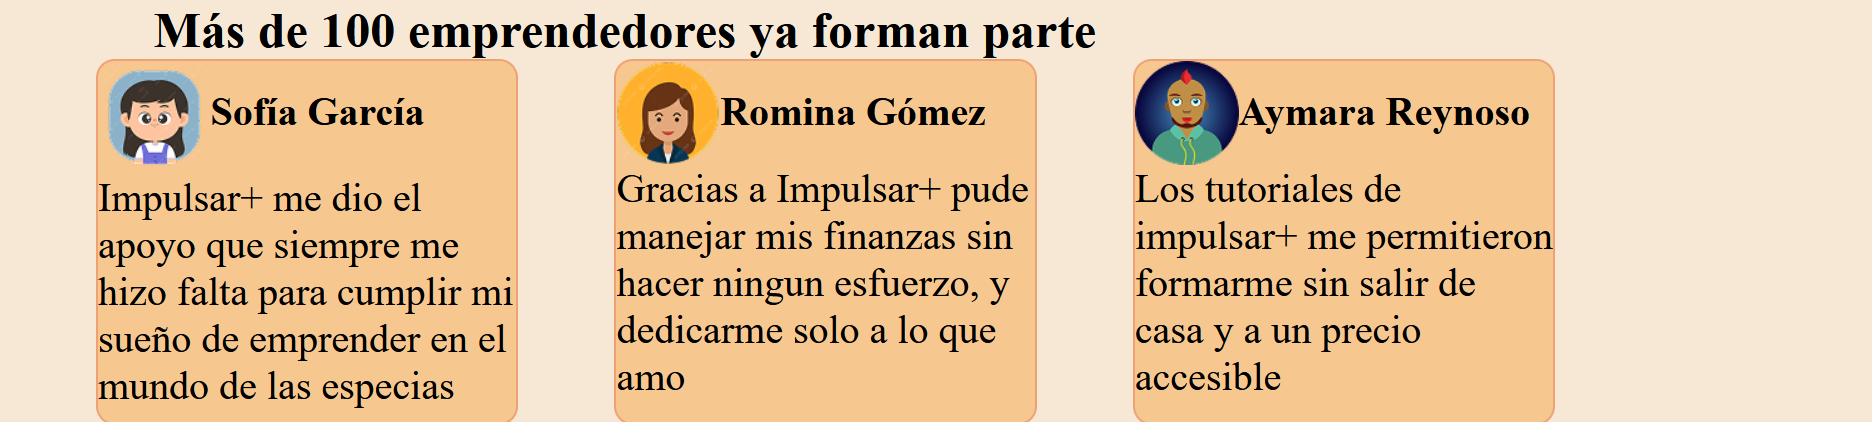 Más de 100 emprendedores ya forman parte
Sofía García
Impulsar+ me dio el
apoyo que siempre me
hizo falta para cumplir mi
sueño de emprender en el
mundo de las especias
Romina Gómez
Gracias a Impulsar+ pude
manejar mis finanzas sin
hacer ningun esfuerzo, y
dedicarme solo a lo que
amo
Aymara Reynoso
Los tutoriales de
impulsar+ me permitieron
formarme sin salir de
casa y a un precio
accesible